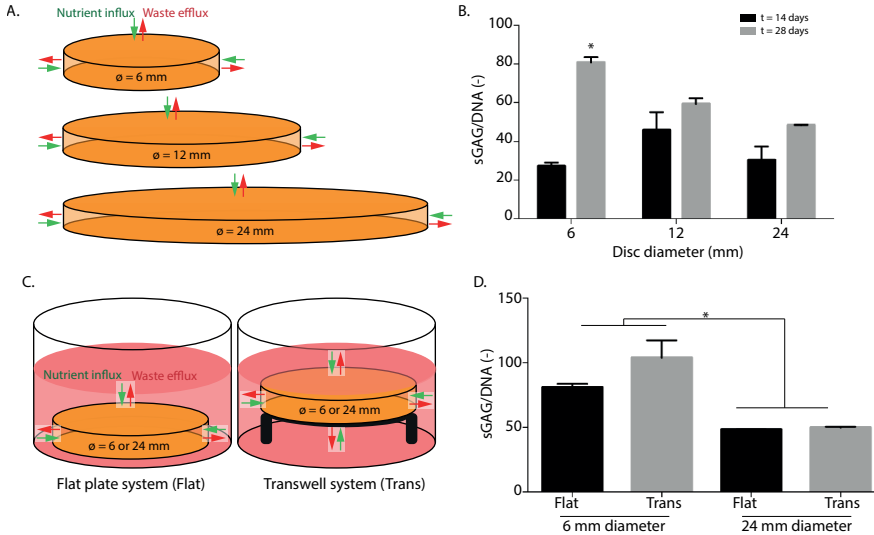 A.
Nutrient influx Waste efflux
ø = 6 mm
ø = 12 mm
ø = 24 mm
B.
t = 14 days
t = 28 days
*
sGAG/DNA (-)
100
80
60
40
20
0
6 12 24
Disc diameter (mm)
C.
Nutrient influx Waste efflux
ø = 6 or 24 mm
ø = 6 or 24 mm
Flat plate system (Flat) Transwell system (Trans)
D.
*
sGAG/DNA (-)
150
100
50
0
Flat Trans Flat Trans
6 mm diameter 24 mm diameter